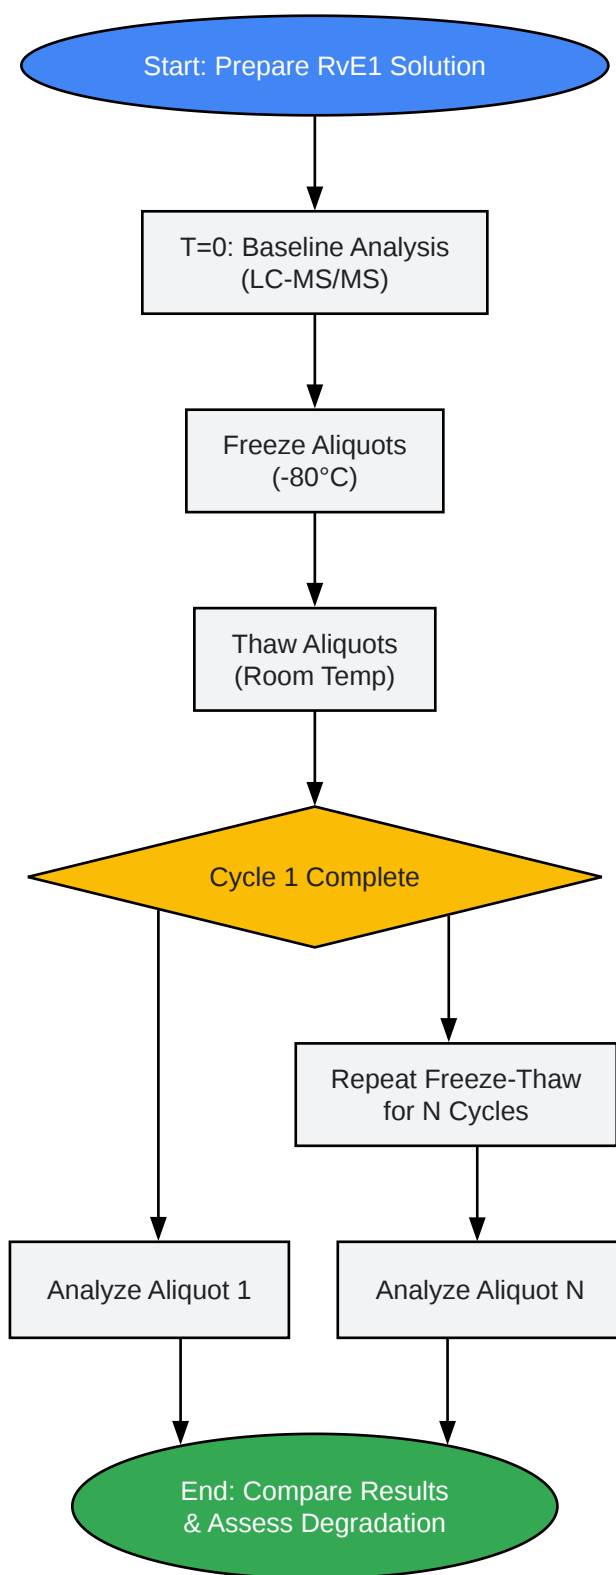 Start: Prepare RvE1 Solution
T=0: Baseline Analysis
(LC-MS/MS)
Freeze Aliquots
(-80°C)
Thaw Aliquots
(Room Temp)
Cycle 1 Complete
Repeat Freeze-Thaw
for N Cycles
Analyze Aliquot 1
Analyze Aliquot N
End: Compare Results
& Assess Degradation